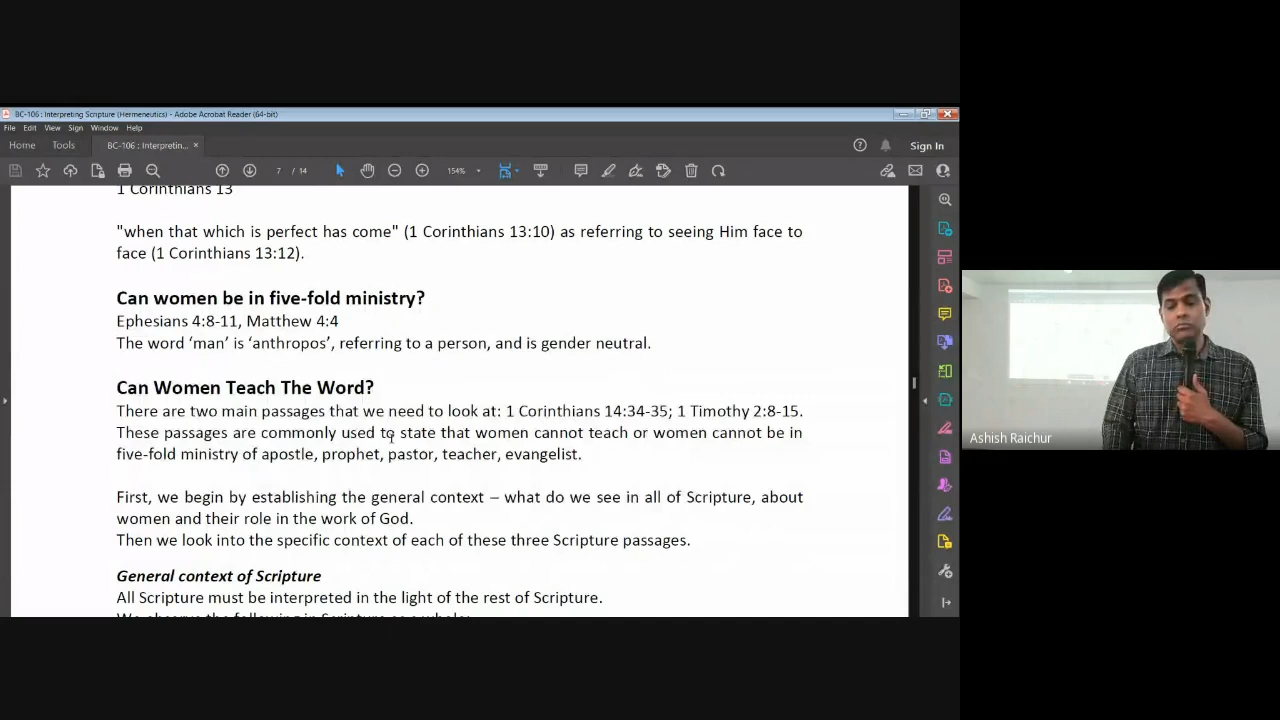 BC-106 : Interpreting Scripture (Hermeneutics) - Adobe Acrobat Reader (64-bit)
File Edit View Sign Window Help
Home Tools BC-106 : Interpretin... × Sign In
7 / 14 154%
1 Corinthians 13
"when that which is perfect has come" (1 Corinthians 13:10) as referring to seeing Him face to
face (1 Corinthians 13:12).
Can women be in five-fold ministry?
Ephesians 4:8-11, Matthew 4:4
The word ‘man’ is ‘anthropos’, referring to a person, and is gender neutral.
Can Women Teach The Word?
There are two main passages that we need to look at: 1 Corinthians 14:34-35; 1 Timothy 2:8-15.
These passages are commonly used to state that women cannot teach or women cannot be in
five-fold ministry of apostle, prophet, pastor, teacher, evangelist.
First, we begin by establishing the general context – what do we see in all of Scripture, about
women and their role in the work of God.
Then we look into the specific context of each of these three Scripture passages.
General context of Scripture
All Scripture must be interpreted in the light of the rest of Scripture.
We observe the following in Scripture as a whole:
Ashish Raichur